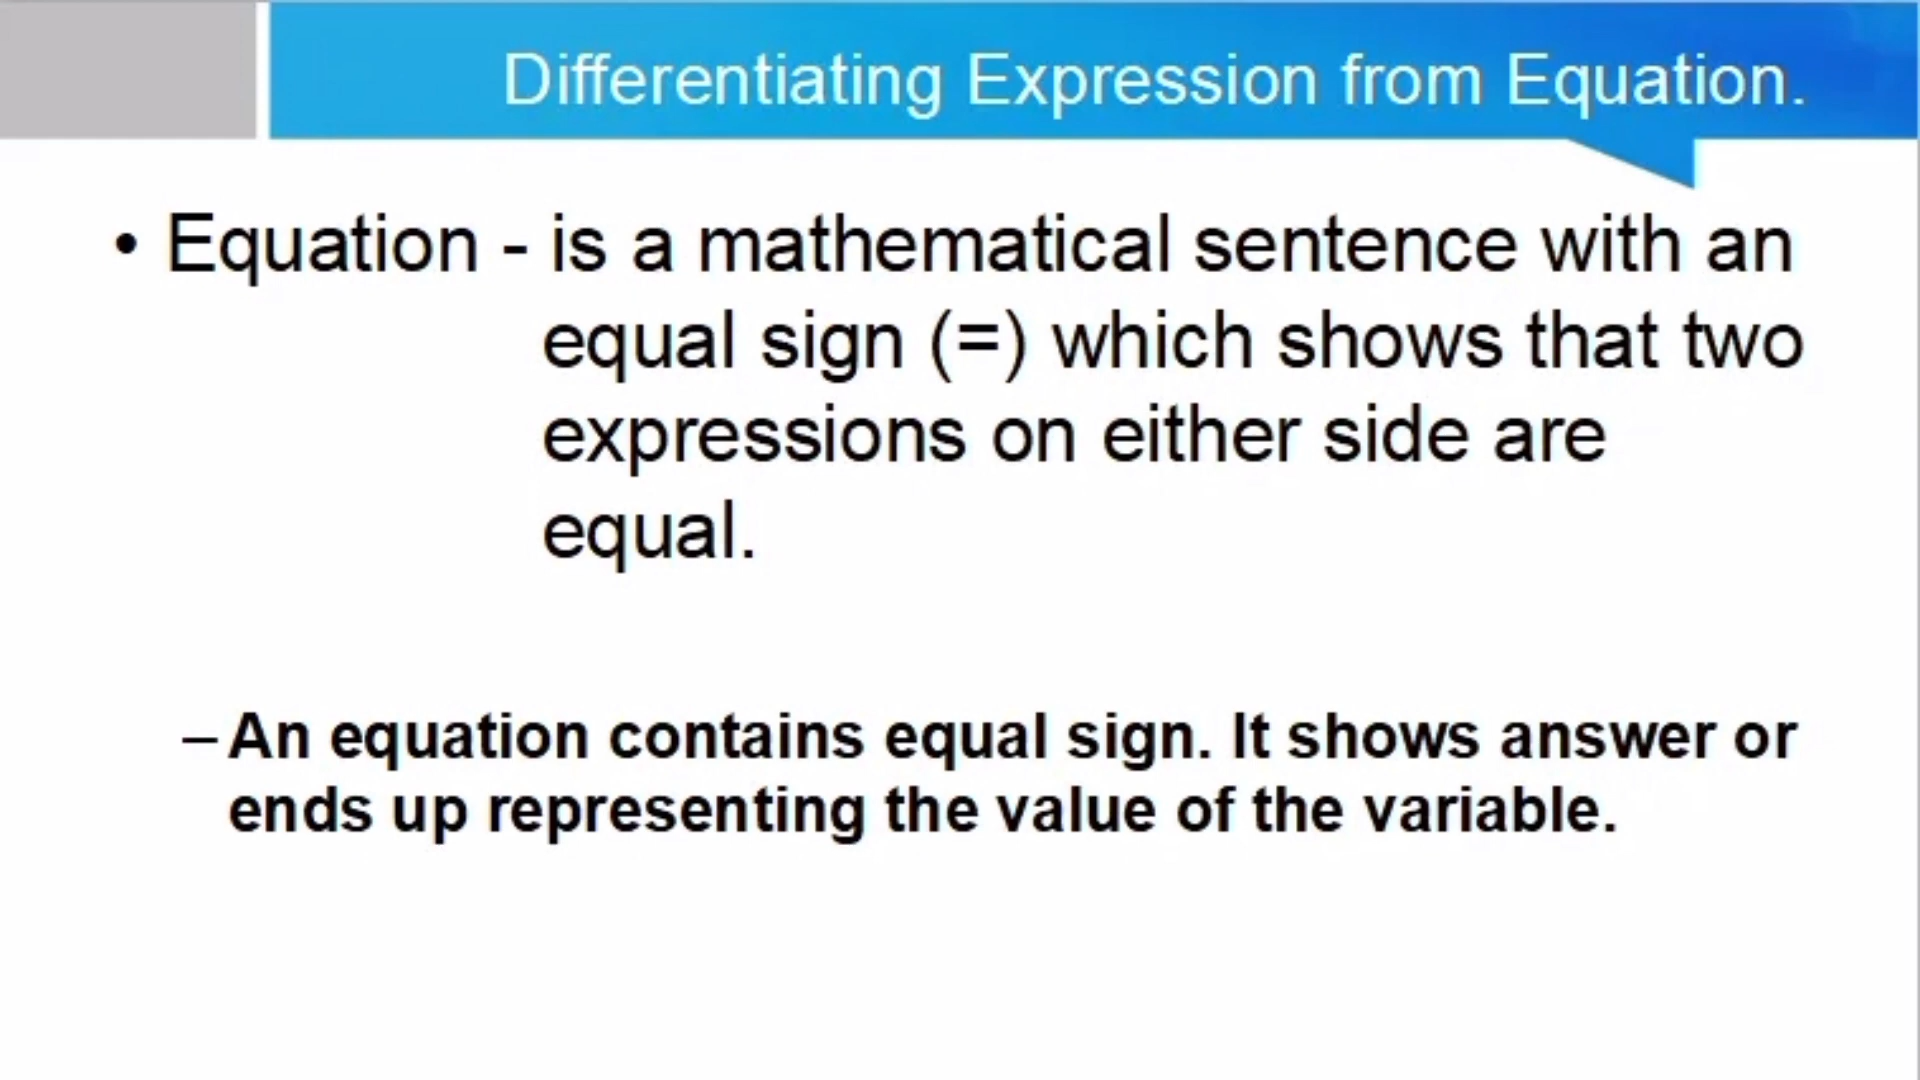 Differentiating Expression from Equation.
• Equation - is a mathematical sentence with an
equal sign (=) which shows that two
expressions on either side are
equal.
– An equation contains equal sign. It shows answer or
ends up representing the value of the variable.